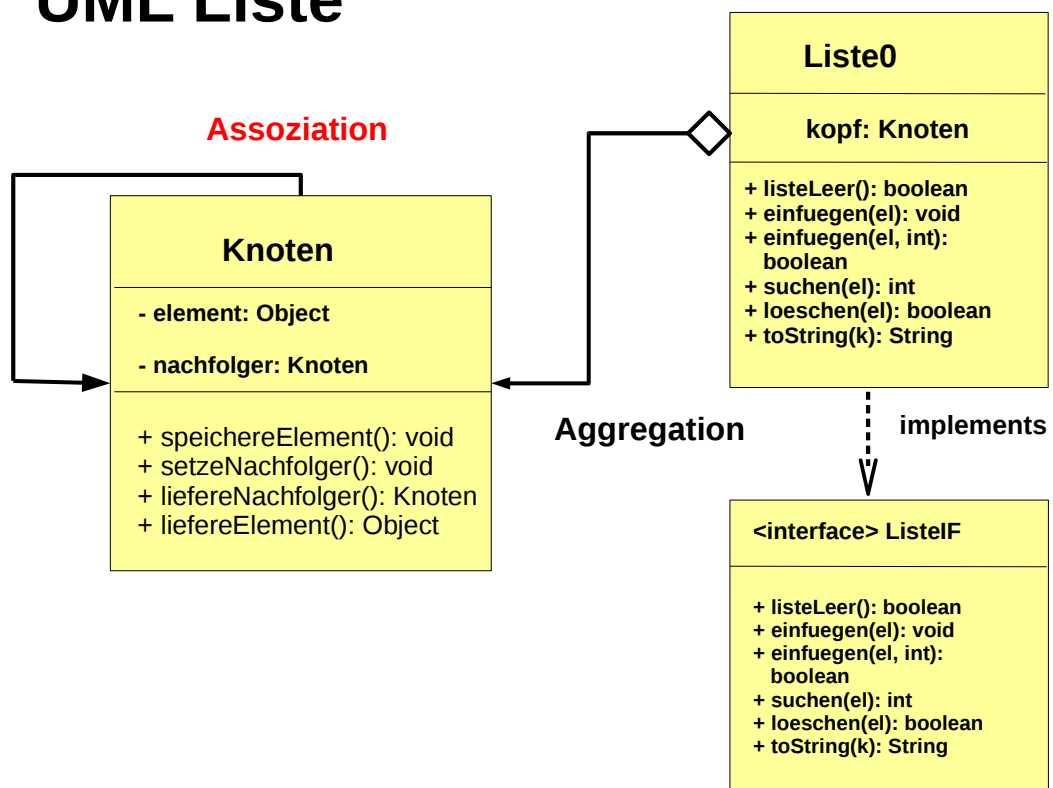 UML Liste
Assoziation
Knoten
- element: Object
- nachfolger: Knoten
+ speichereElement(): void
+ setzeNachfolger(): void
+ liefereNachfolger(): Knoten
+ liefereElement(): Object
Aggregation
Liste0
kopf: Knoten
+ listeLeer(): boolean
+ einfuegen(el): void
+ einfuegen(el, int):
boolean
+ suchen(el): int
+ loeschen(el): boolean
+ toString(k): String
implements
<interface> ListeIF
+ listeLeer(): boolean
+ einfuegen(el): void
+ einfuegen(el, int):
boolean
+ suchen(el): int
+ loeschen(el): boolean
+ toString(k): String